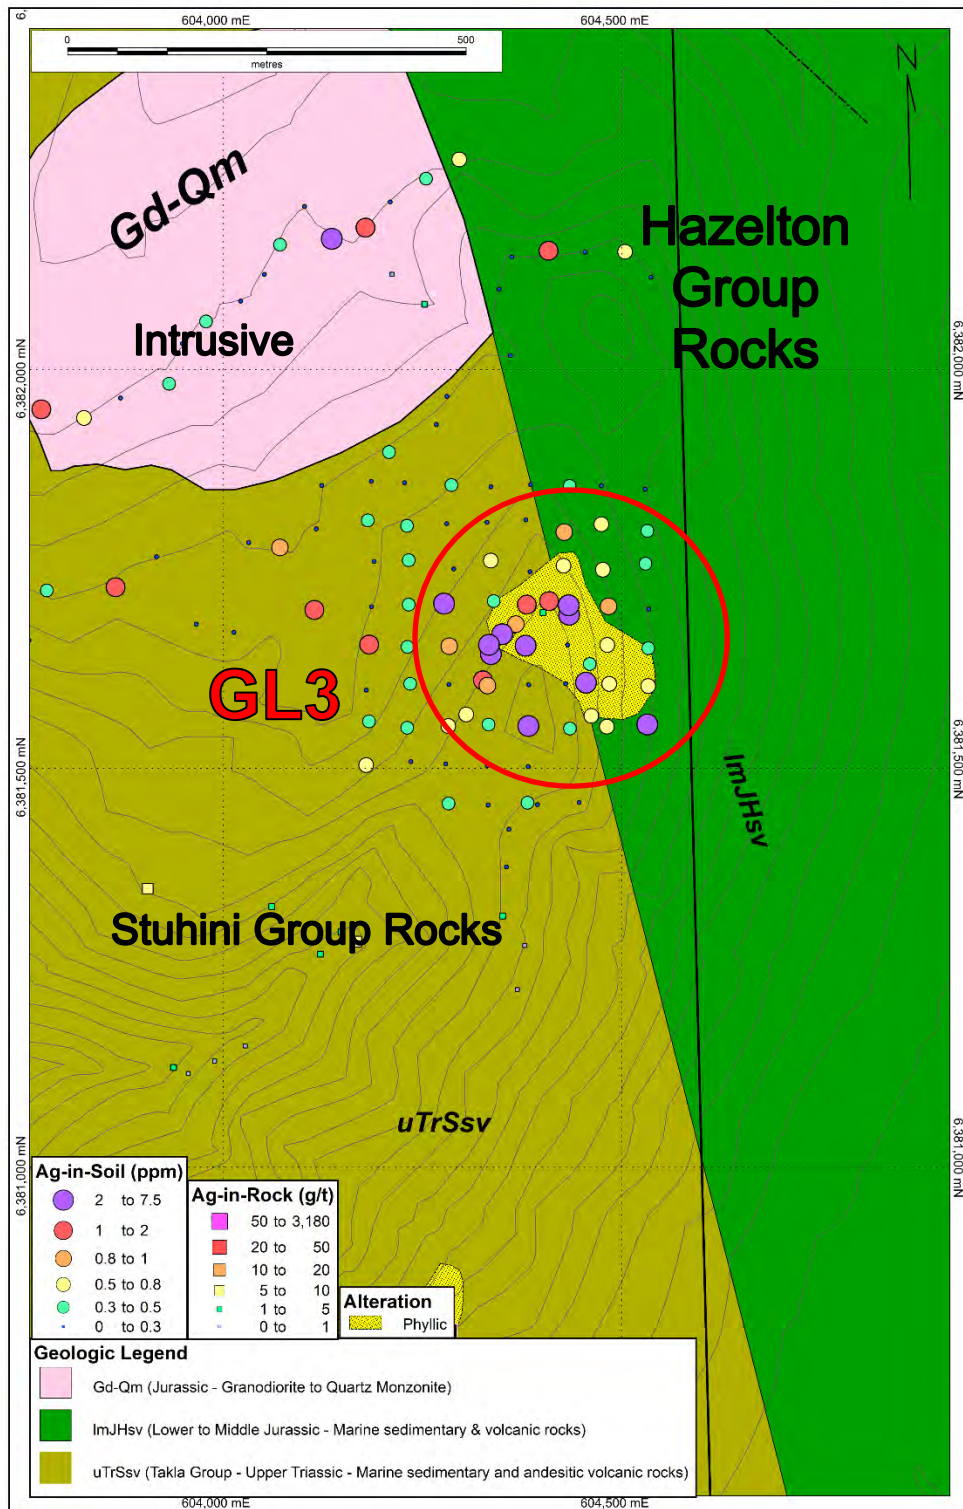 6,
604,000 mE
604,500 mE
0
500
metres
N
Gd-Qm
Hazelton
Group
Rocks
Intrusive
6,382,000 mN
6,382,000 mN
GL3
6,381,500 mN
6,381,500 mN
lmJHsv
Stuhini Group Rocks
uTrSsv
6,381,000 mN
6,381,000 mN
Ag-in-Soil (ppm)
2 to 7.5
1 to 2
0.8 to 1
0.5 to 0.8
0.3 to 0.5
0 to 0.3
Ag-in-Rock (g/t)
50 to 3,180
20 to 50
10 to 20
5 to 10
1 to 5
0 to 1
Alteration
Phyllic
Geologic Legend
Gd-Qm (Jurassic - Granodiorite to Quartz Monzonite)
lmJHsv (Lower to Middle Jurassic - Marine sedimentary & volcanic rocks)
uTrSsv (Takla Group - Upper Triassic - Marine sedimentary and andesitic volcanic rocks)
604,000 mE
604,500 mE